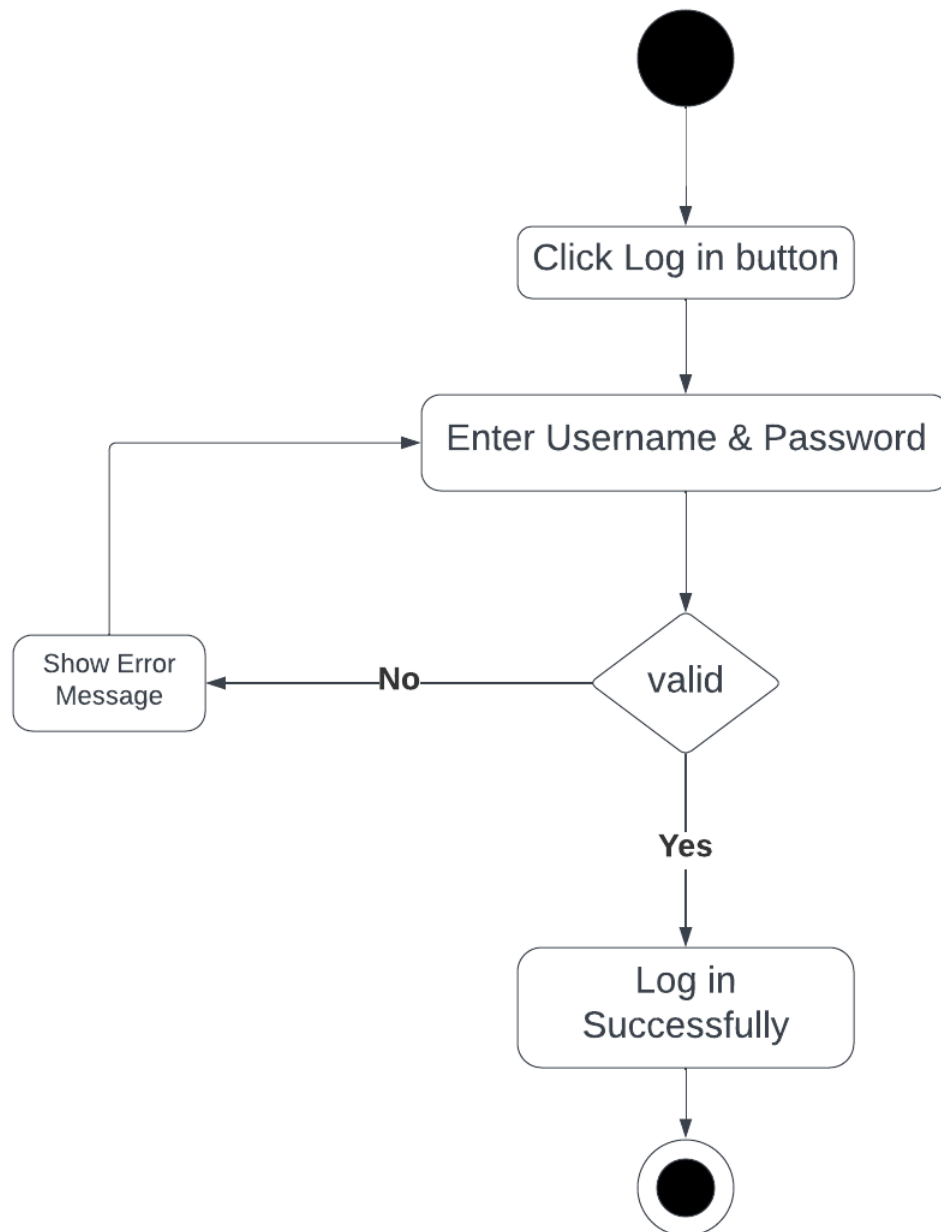 Click Log in button
Enter Username & Password
Show Error
Message
No
valid
Yes
Log in
Successfully